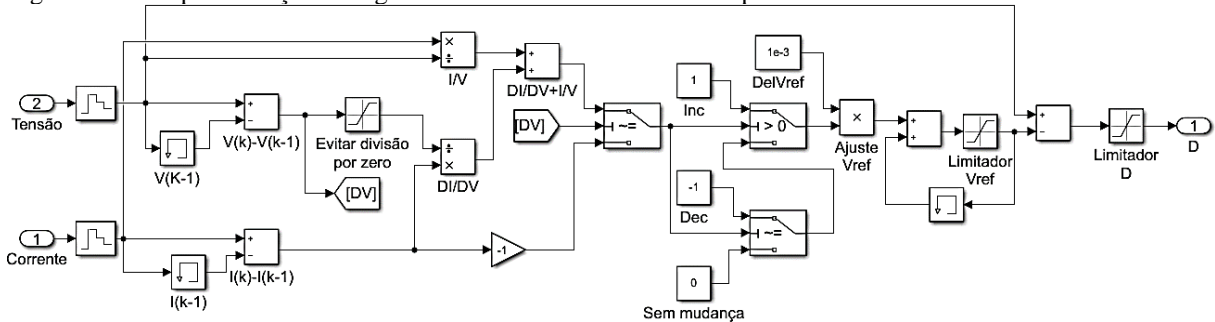 1e-3
DelVref
1
Inc
2
Tensão
×
÷
I/V
+
+
DI/DV+I/V
+
−
V(k)-V(k-1)
V(K-1)
Evitar divisão
por zero
÷
×
DI/DV
[DV]
[DV]
~=
> 0
×
Ajuste
Vref
+
+
Limitador
Vref
+
−
Limitador
D
1
D
1
Corrente
+
−
I(k)-I(k-1)
I(k-1)
-1
-1
Dec
~=
0
Sem mudança